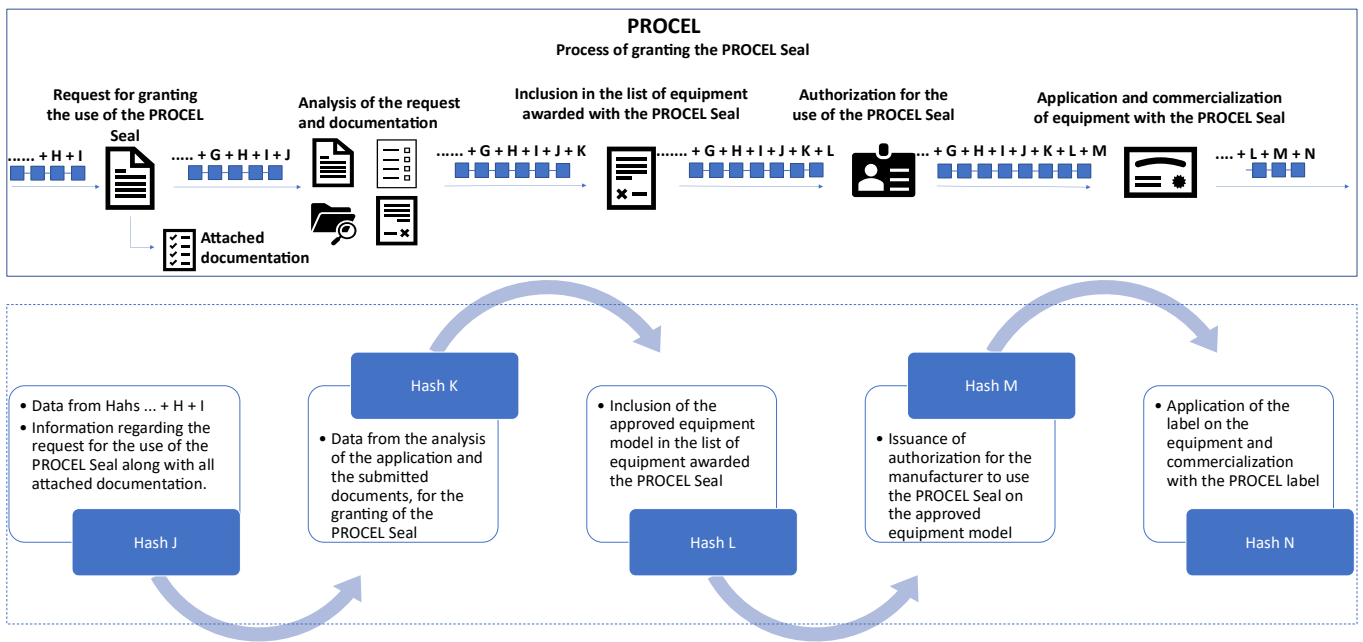 PROCEL
Process of granting the PROCEL Seal
Request for granting
the use of the PROCEL
Seal
Analysis of the request
and documentation
Inclusion in the list of equipment
awarded with the PROCEL Seal
Authorization for the
use of the PROCEL Seal
Application and commercialization
of equipment with the PROCEL Seal
...... + H + I
..... + G + H + I + J
....... + G + H + I + J + K
........ + G + H + I + J + K + L
... + G + H + I + J + K + L + M
.... + L + M + N
Attached
documentation
• Data from Hahs ... + H + I
• Information regarding the
request for the use of the
PROCEL Seal along with all
attached documentation.
Hash J
Hash K
• Data from the analysis
of the application and
the submitted
documents, for the
granting of the
PROCEL Seal
• Inclusion of the
approved equipment
model in the list of
equipment awarded
the PROCEL Seal
Hash L
Hash M
• Issuance of
authorization for the
manufacturer to use
the PROCEL Seal on
the approved
equipment model
• Application of the
label on the
equipment and
commercialization
with the PROCEL label
Hash N